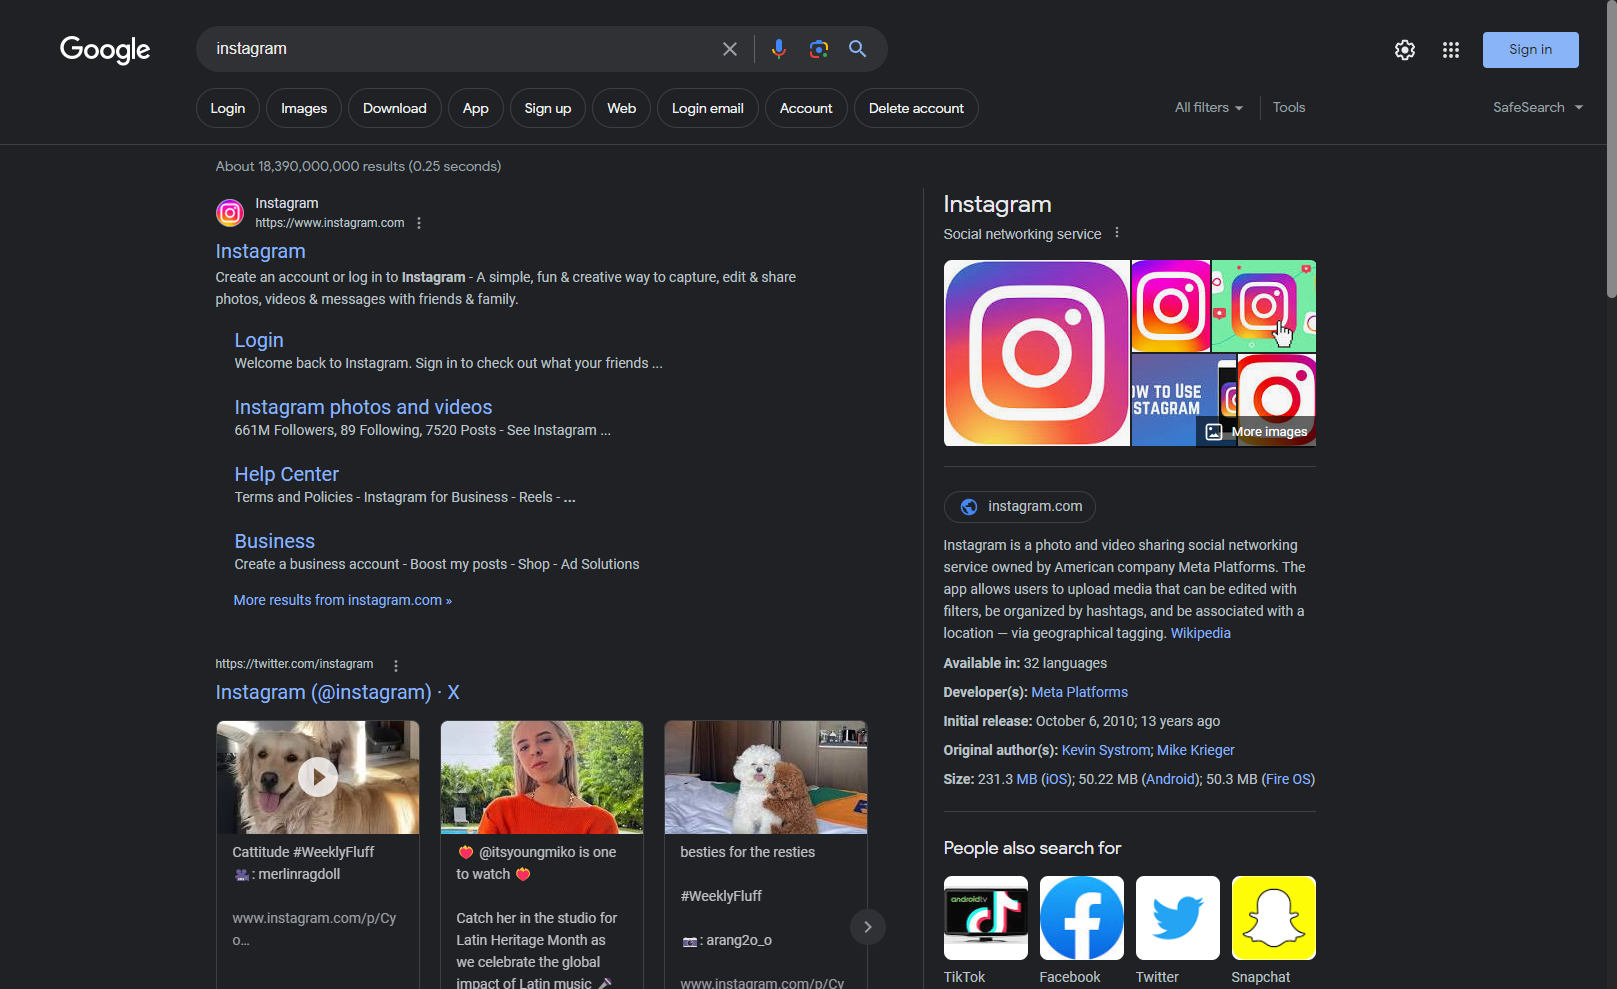 Google
instagram
Sign in
Login
Images
Download
App
Sign up
Web
Login email
Account
Delete account
All filters
Tools
SafeSearch
About 18,390,000,000 results (0.25 seconds)
Instagram
https://www.instagram.com
Instagram
Create an account or log in to Instagram - A simple, fun & creative way to capture, edit & share
photos, videos & messages with friends & family.
Login
Welcome back to Instagram. Sign in to check out what your friends ...
Instagram photos and videos
661M Followers, 89 Following, 7520 Posts - See Instagram ...
Help Center
Terms and Policies - Instagram for Business - Reels - ...
Business
Create a business account - Boost my posts - Shop - Ad Solutions
More results from instagram.com »
https://twitter.com/instagram
Instagram (@instagram) · X
Cattitude #WeeklyFluff
🎥: merlinragdoll
www.instagram.com/p/Cy
o...
❤️‍🔥 @itsyoungmiko is one
to watch ❤️‍🔥
Catch her in the studio for
Latin Heritage Month as
we celebrate the global
impact of Latin music 🎤
besties for the resties
#WeeklyFluff
📷: arang2o_o
www.instagram.com/p/Cy
Instagram
Social networking service
OW TO USE
STAGRAM
More images
instagram.com
Instagram is a photo and video sharing social networking
service owned by American company Meta Platforms. The
app allows users to upload media that can be edited with
filters, be organized by hashtags, and be associated with a
location — via geographical tagging. Wikipedia
Available in: 32 languages
Developer(s): Meta Platforms
Initial release: October 6, 2010; 13 years ago
Original author(s): Kevin Systrom; Mike Krieger
Size: 231.3 MB (iOS); 50.22 MB (Android); 50.3 MB (Fire OS)
People also search for
androidtv
TikTok
Facebook
Twitter
Snapchat